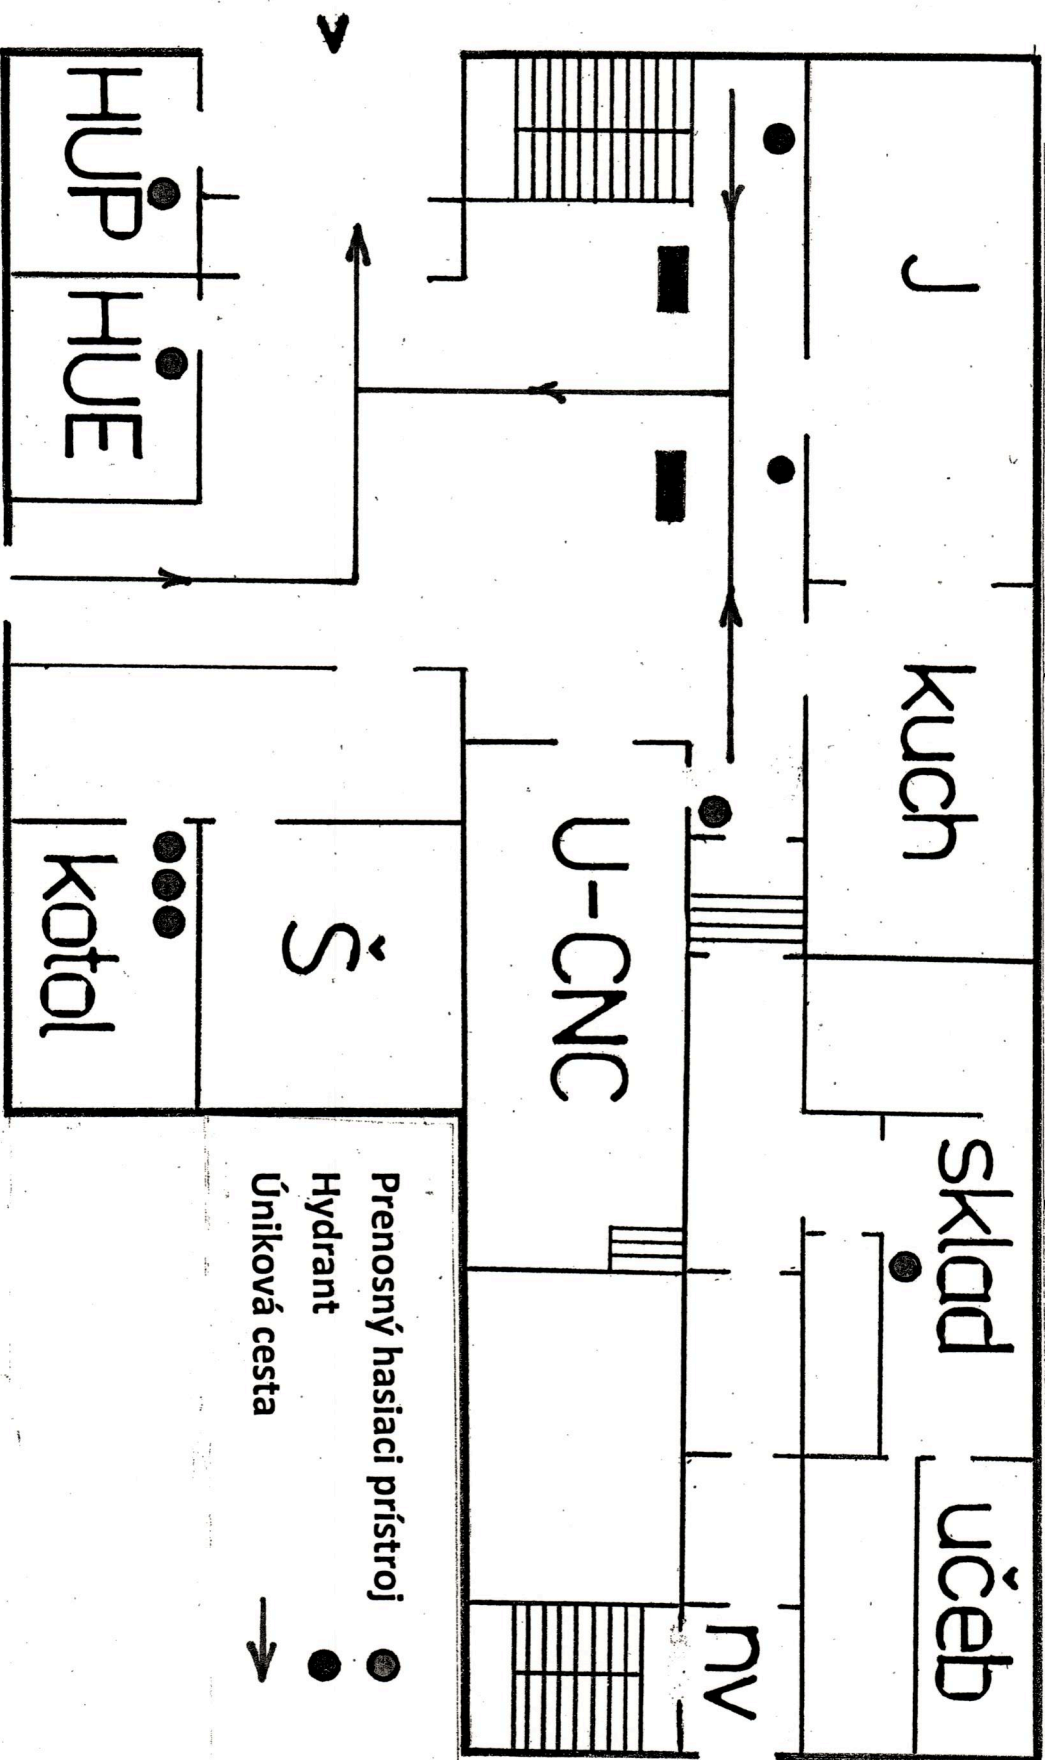 J
kuch
sklad
učeb
nv
U-CNC
HUP
HUE
Š
kotol
Prenosný hasiaci prístroj
Hydrant
Úniková cesta